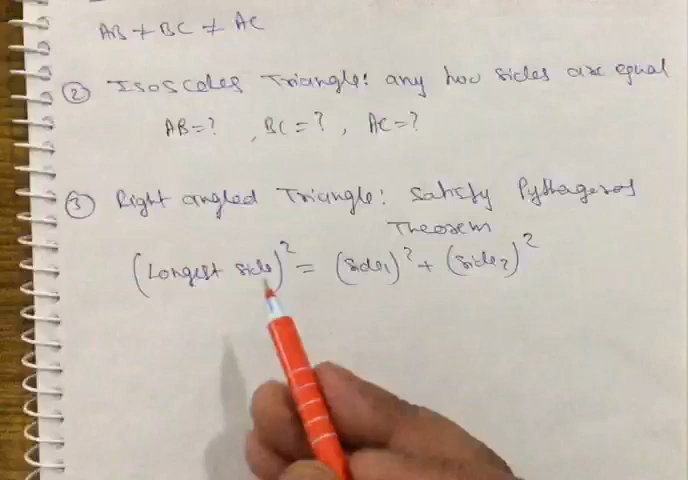 AB ≠ BC ≠ AC
② Isosceles Triangle: any two sides are equal
AB=? , BC=? , AC=?
③ Right angled Triangle: Satisfy Pythagoras
Theorem
(Longest side)² = (side₁)² + (side₂)²